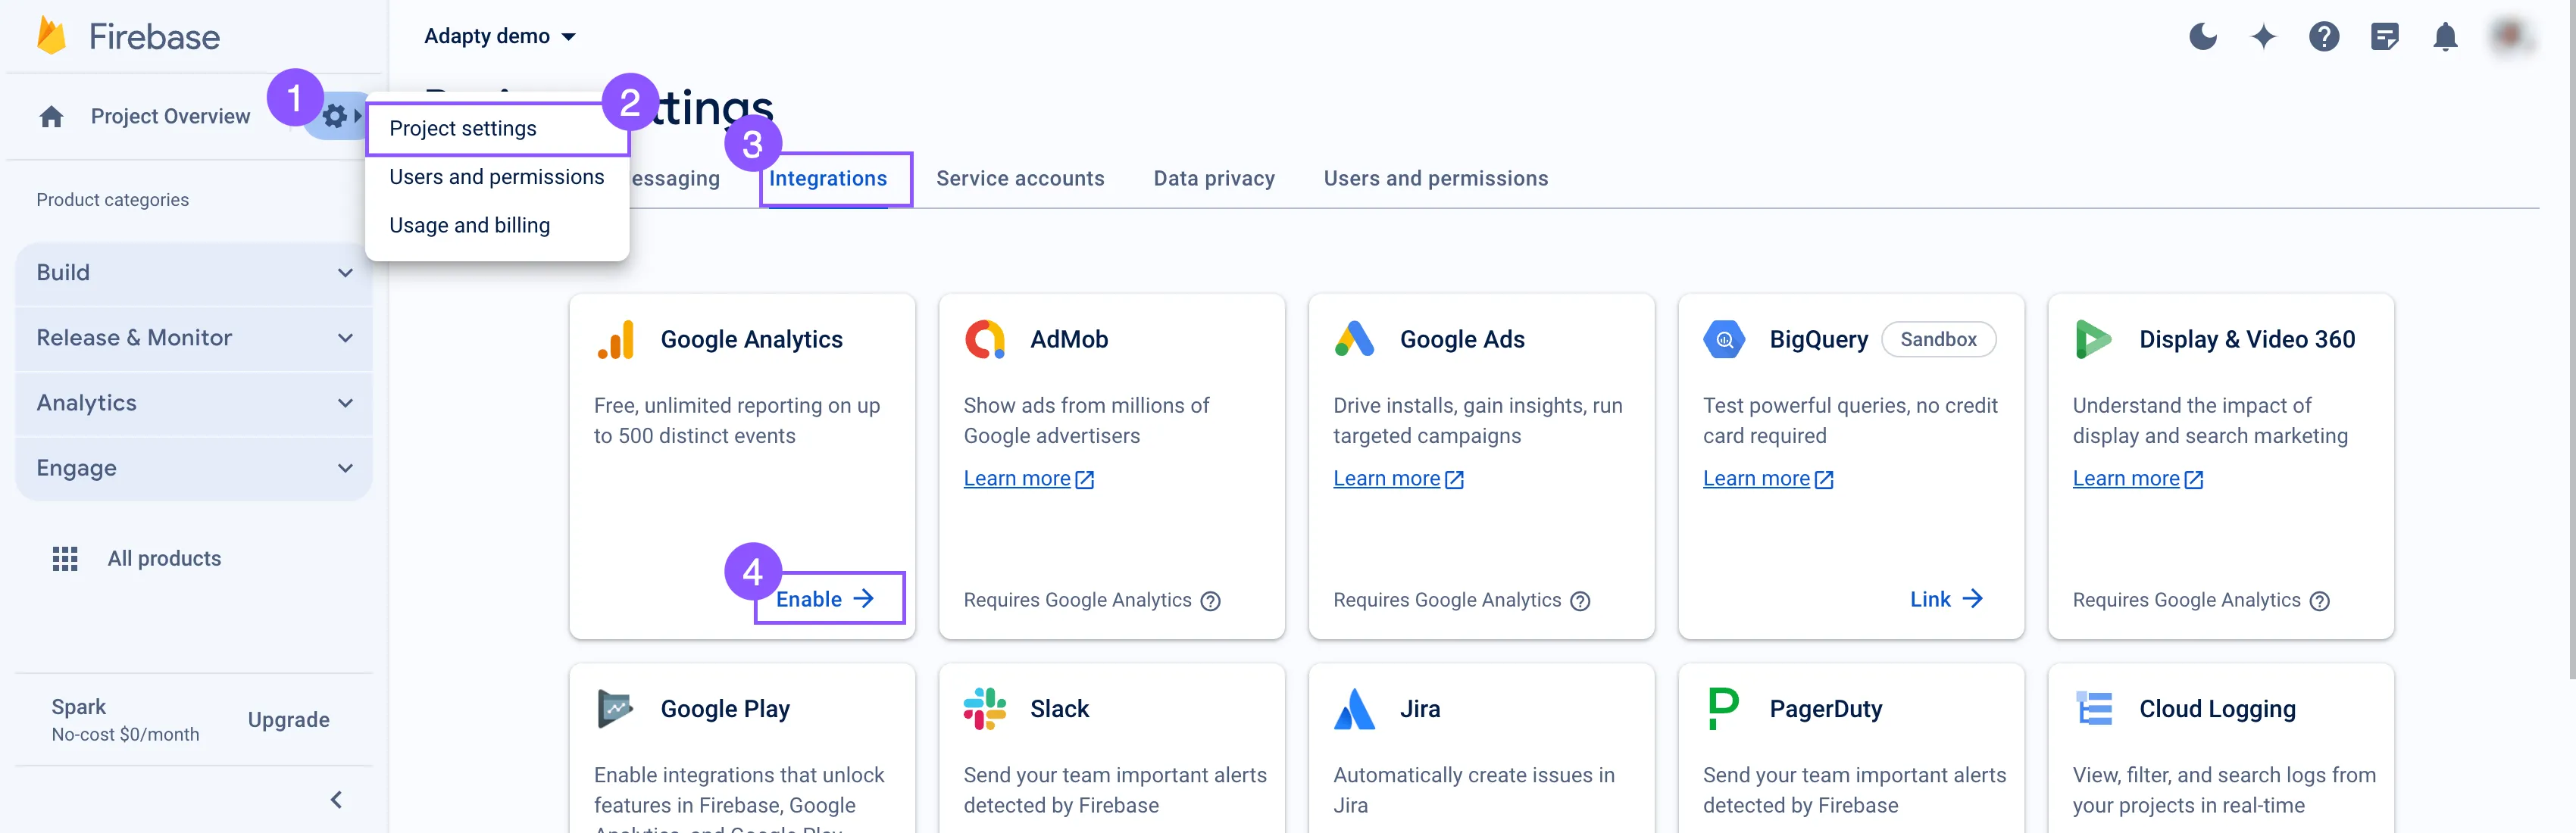 Firebase
Adapty demo
1
Project Overview
2
Project settings
Users and permissions
Usage and billing
ttings
3
essaging
Integrations
Service accounts
Data privacy
Users and permissions
Product categories
Build
Release & Monitor
Analytics
Engage
All products
Spark
No-cost $0/month
Upgrade
Google Analytics
Free, unlimited reporting on up
to 500 distinct events
4
Enable
AdMob
Show ads from millions of
Google advertisers
Learn more
Requires Google Analytics
Google Ads
Drive installs, gain insights, run
targeted campaigns
Learn more
Requires Google Analytics
BigQuery
Sandbox
Test powerful queries, no credit
card required
Learn more
Link
Display & Video 360
Understand the impact of
display and search marketing
Learn more
Requires Google Analytics
Google Play
Enable integrations that unlock
features in Firebase, Google
Analytics, and Google Play
Slack
Send your team important alerts
detected by Firebase
Jira
Automatically create issues in
Jira
PagerDuty
Send your team important alerts
detected by Firebase
Cloud Logging
View, filter, and search logs from
your projects in real-time